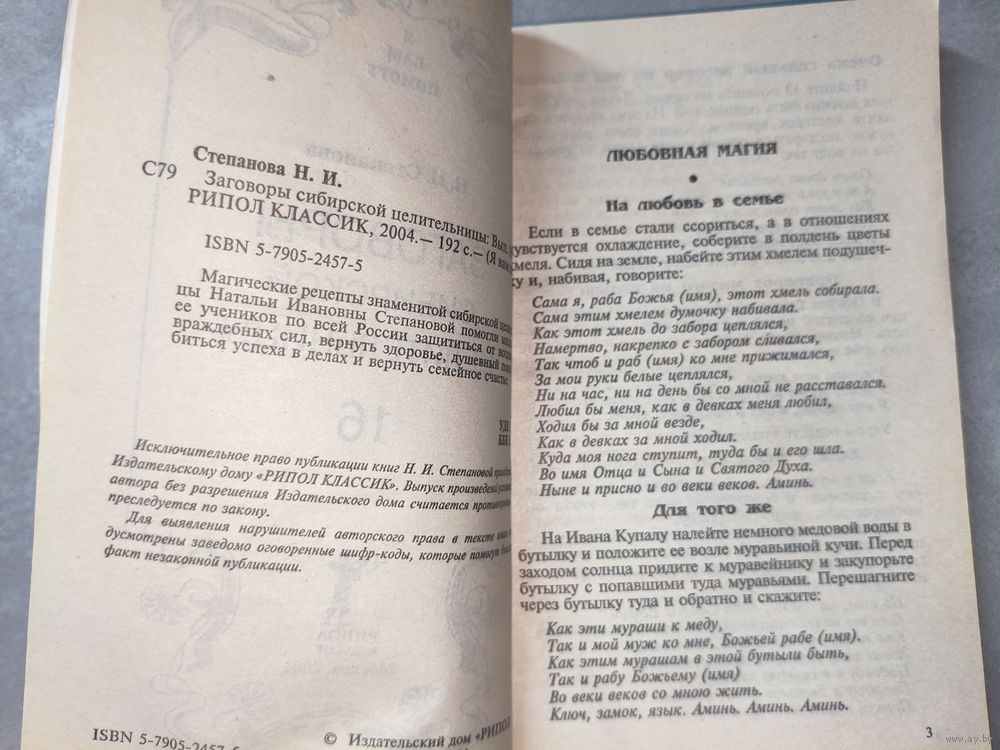 Степанова Н. И.
С79
Заговоры сибирской целительницы: Вып.
РИПОЛ КЛАССИК, 2004.— 192 с.— (Я вам
ISBN 5-7905-2457-5
Магические рецепты знаменитой сибирской
цы Натальи Ивановны Степановой помогли
ее учеников по всей России защититься от
враждебных сил, вернуть здоровье, душевный
биться успеха в делах и вернуть семейное счастье.
УДК
ББК
Исключительное право публикации книг Н. И. Степановой
Издательскому дому «РИПОЛ КЛАССИК». Выпуск произведений
автора без разрешения Издательского дома считается
преследуется по закону.
Для выявления нарушителей авторского права в тексте
дусмотрены заведомо оговоренные шифр-коды, которые помогут
факт незаконной публикации.
ISBN 5-7905-2457-5
© Издательский дом «РИПОЛ
ЛЮБОВНАЯ МАГИЯ
•
На любовь в семье
Если в семье стали ссориться, а в отношениях
чувствуется охлаждение, соберите в полдень цветы
хмеля. Сидя на земле, набейте этим хмелем подушеч-
ку и, набивая, говорите:
Сама я, раба Божья (имя), этот хмель собирала.
Сама этим хмелем думочку набивала.
Как этот хмель до забора цеплялся,
Намертво, накрепко с забором сливался,
Так чтоб и раб (имя) ко мне прижимался,
За мои руки белые цеплялся,
Ни на час, ни на день бы со мной не расставался.
Любил бы меня, как в девках меня любил,
Ходил бы за мной везде,
Как в девках за мной ходил.
Куда моя нога ступит, туда бы и его шла.
Во имя Отца и Сына и Святого Духа.
Ныне и присно и во веки веков. Аминь.
Для того же
На Ивана Купалу налейте немного медовой воды в
бутылку и положите ее возле муравьиной кучи. Перед
заходом солнца придите к муравейнику и закупорьте
бутылку с попавшими туда муравьями. Перешагните
через бутылку туда и обратно и скажите:
Как эти мураши к меду,
Так и мой муж ко мне, Божьей рабе (имя).
Как этим мурашам в этой бутыли быть,
Так и рабу Божьему (имя)
Во веки веков со мною жить.
Ключ, замок, язык. Аминь. Аминь. Аминь.
3
www.ay.by